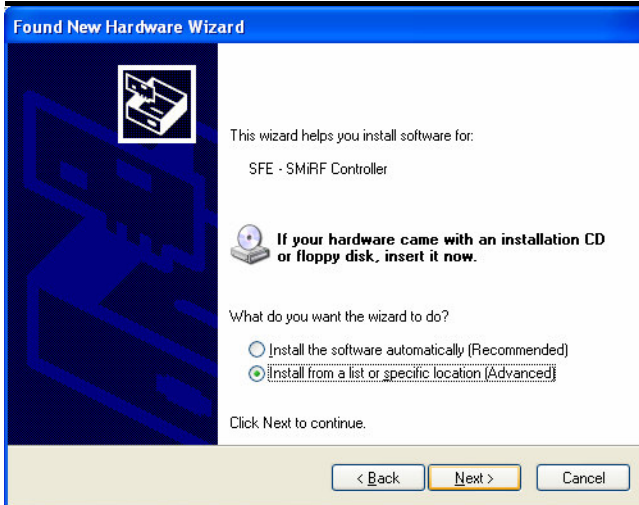 Found New Hardware Wizard
This wizard helps you install software for:
SFE - SMiRF Controller
If your hardware came with an installation CD
or floppy disk, insert it now.
What do you want the wizard to do?
Install the software automatically (Recommended)
Install from a list or specific location (Advanced)
Click Next to continue.
< Back Next > Cancel